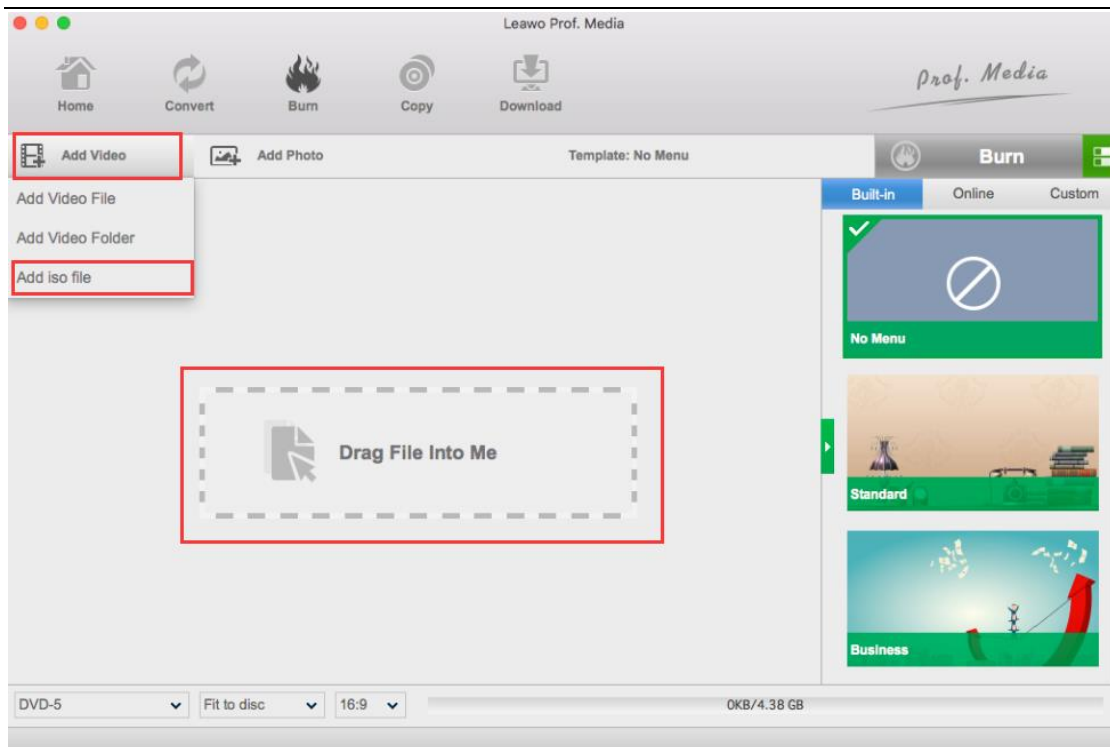 Leawo Prof. Media
Home Convert Burn Copy Download
Prof. Media
Add Video Add Photo Template: No Menu Burn
Add Video File
Add Video Folder
Add iso file
Built-in Online Custom
No Menu
Drag File Into Me
Standard
Business
DVD-5 Fit to disc 16:9 0KB/4.38 GB